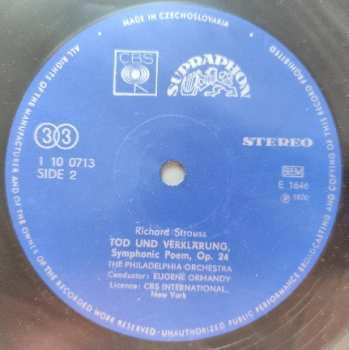 MADE IN CZECHOSLOVAKIA
ALL RIGHTS OF THE MANUFACTURER AND OF THE OWNER OF THE RECORDED WORK RESERVED - UNAUTHORISED PUBLIC PERFORMANCE BROADCASTING AND COPYING OF THIS RECORD PROHIBITED
CBS
SUPRAPHON
33
1 10 0713
SIDE 2
STEREO
E 1646
Richard Strauss
TOD UND VERKLÄRUNG,
Symphonic Poem, Op. 24
THE PHILADELPHIA ORCHESTRA
Conductor: EUGENE ORMANDY
Licence: CBS INTERNATIONAL,
New York